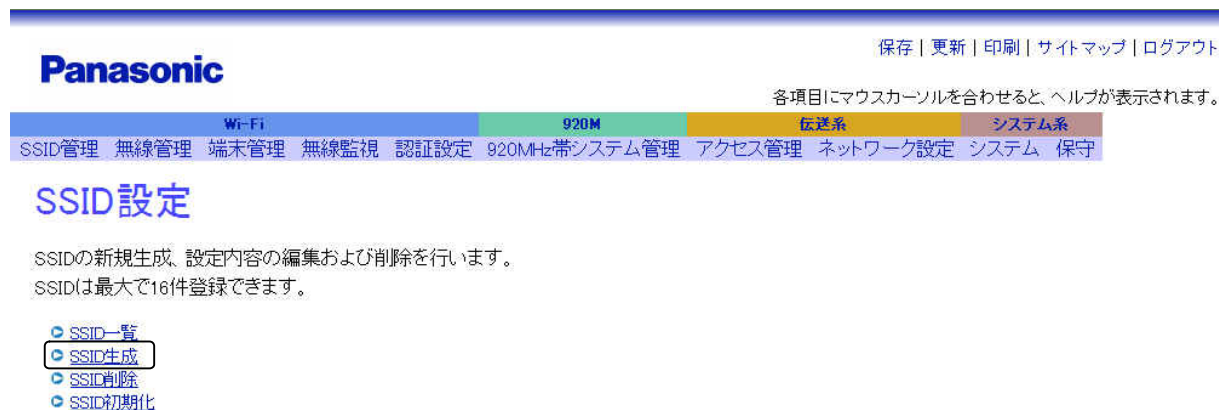 保存 | 更新 | 印刷 | サイトマップ | ログアウト
Panasonic
各項目にマウスカーソルを合わせると、ヘルプが表示されます。
Wi-Fi 920M 伝送系 システム系
SSID管理 無線管理 端末管理 無線監視 認証設定 920MHz帯システム管理 アクセス管理 ネットワーク設定 システム 保守
SSID設定
SSIDの新規生成、設定内容の編集および削除を行います。
SSIDは最大で16件登録できます。
SSID一覧
SSID生成
SSID削除
SSID初期化